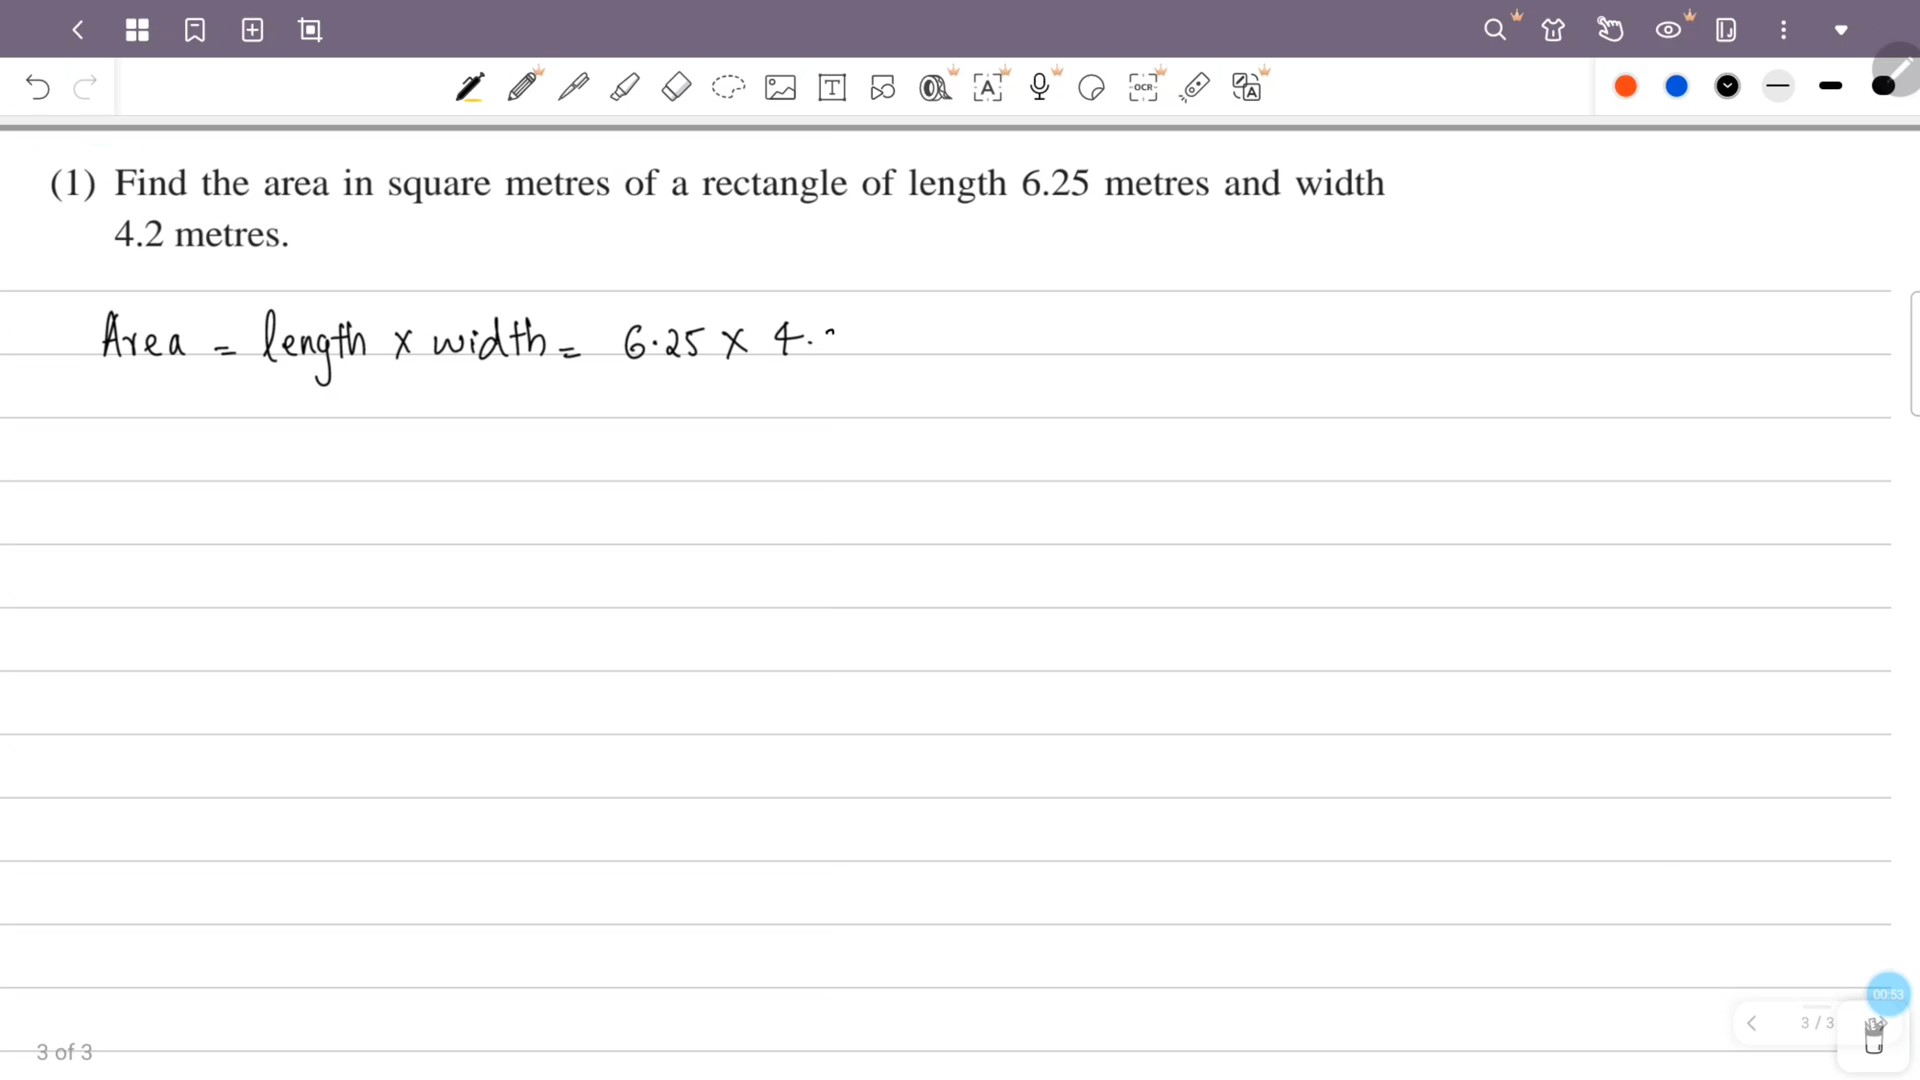 (1) Find the area in square metres of a rectangle of length 6.25 metres and width
4.2 metres.
Area = length x width = 6.25 x 4.
00:53
3 / 3
3 of 3